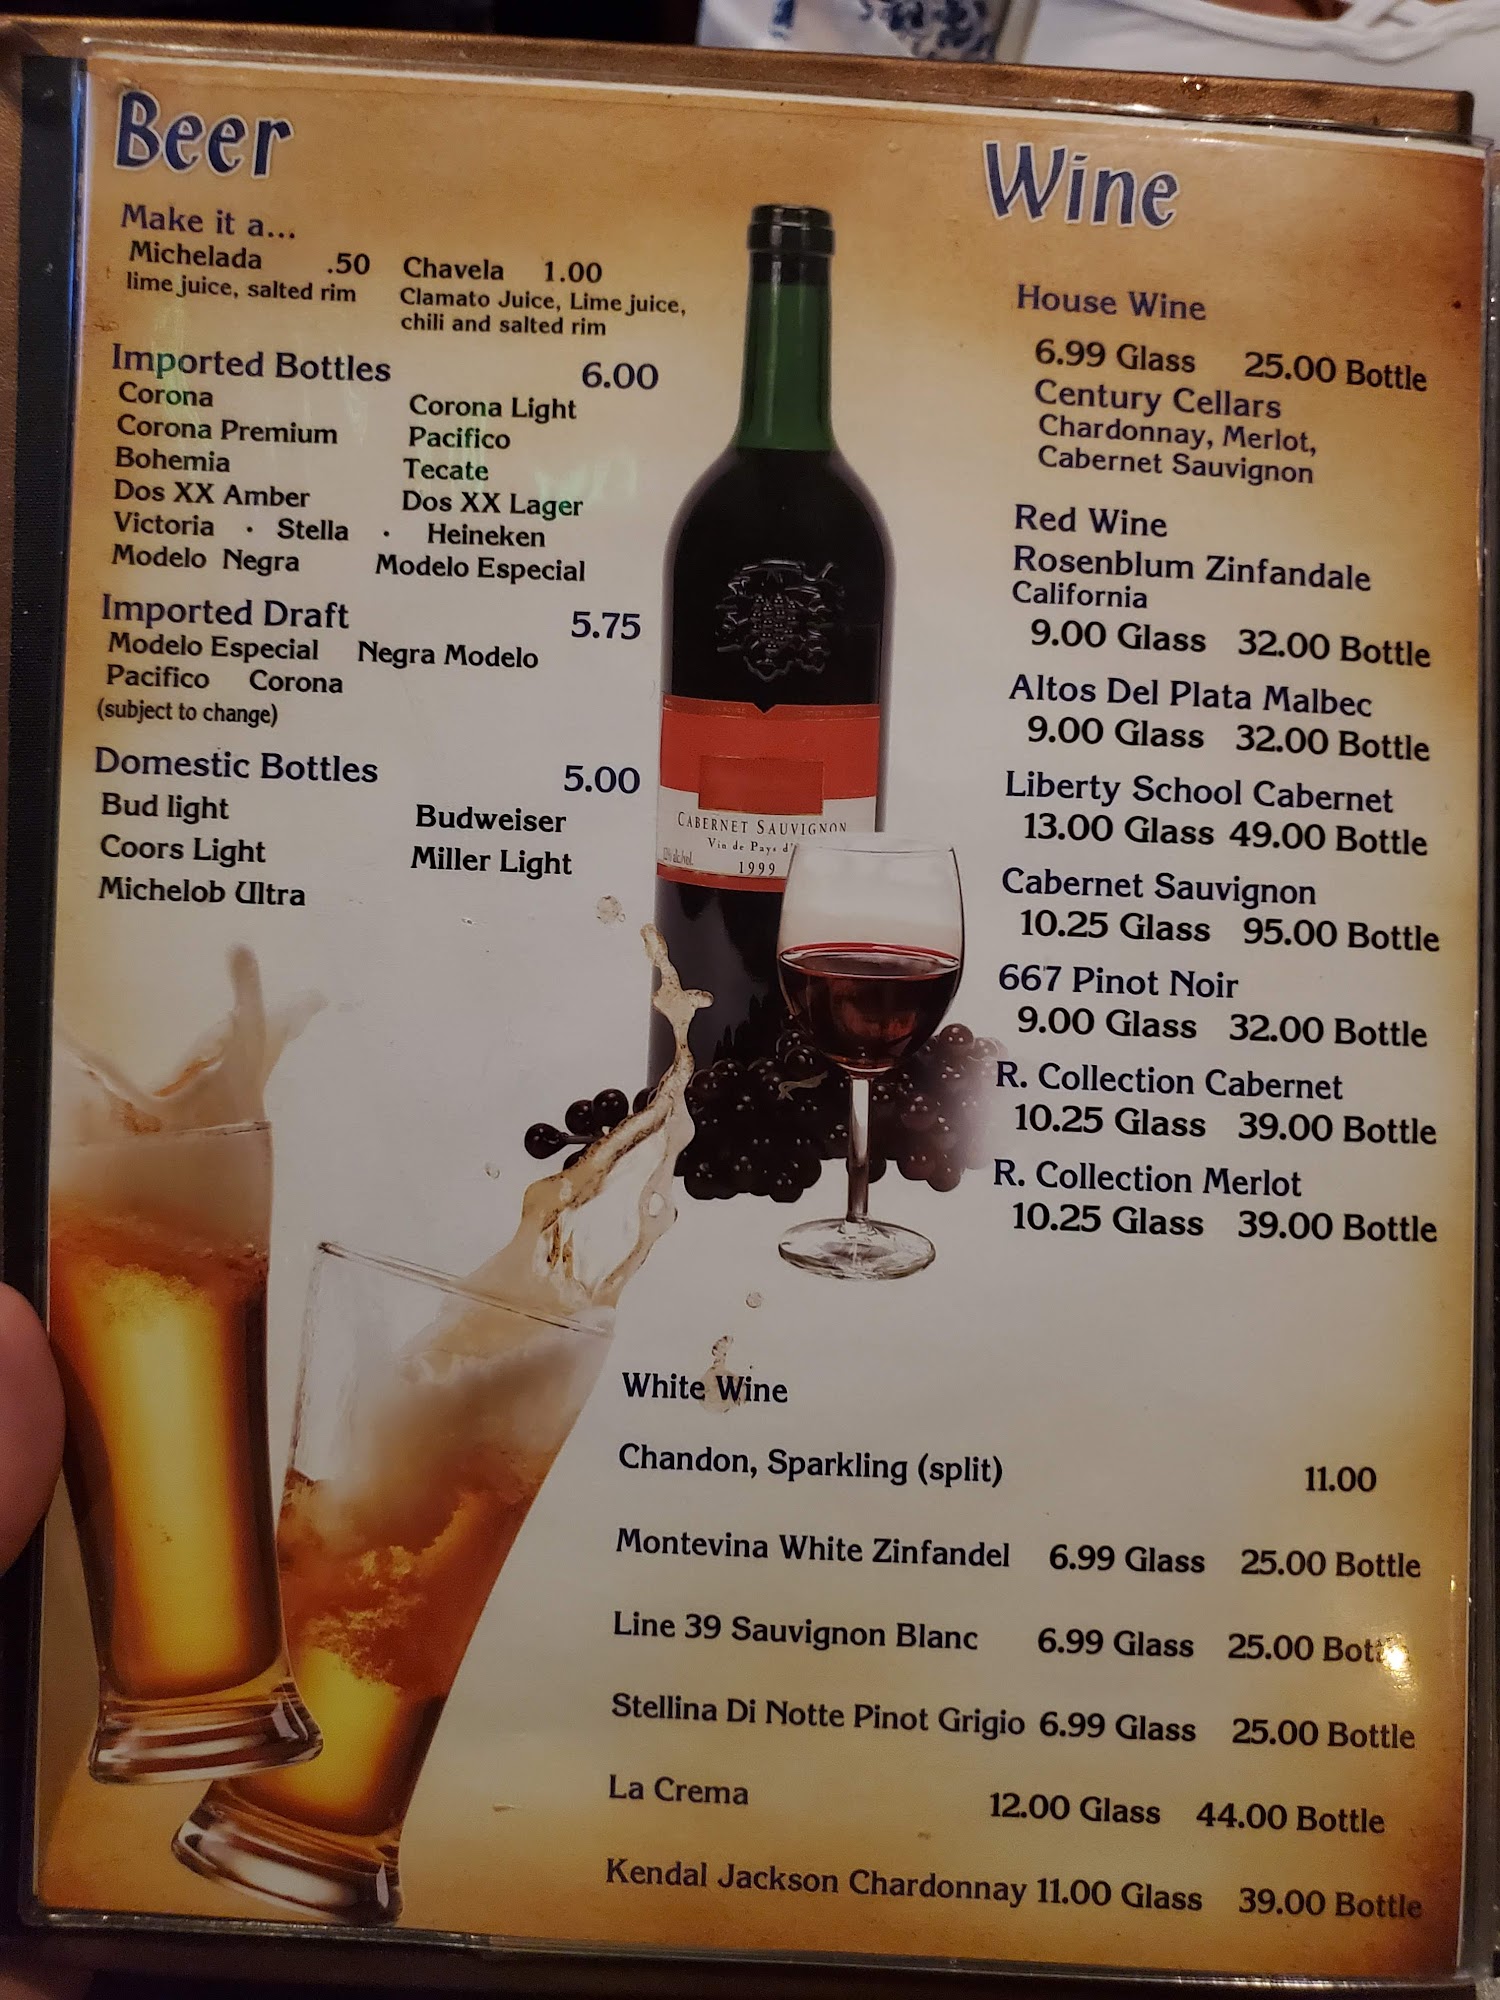 Beer
Make it a...
Michelada .50 Chavela 1.00
lime juice, salted rim Clamato Juice, Lime juice,
chili and salted rim
Imported Bottles 6.00
Corona Corona Light
Corona Premium Pacifico
Bohemia Tecate
Dos XX Amber Dos XX Lager
Victoria · Stella · Heineken
Modelo Negra Modelo Especial
Imported Draft 5.75
Modelo Especial Negra Modelo
Pacifico Corona
(subject to change)
Domestic Bottles 5.00
Bud light Budweiser
Coors Light Miller Light
Michelob Ultra
CABERNET SAUVIGNON
Vin de Pays d'
1999
Wine
House Wine
6.99 Glass 25.00 Bottle
Century Cellars
Chardonnay, Merlot,
Cabernet Sauvignon
Red Wine
Rosenblum Zinfandale
California
9.00 Glass 32.00 Bottle
Altos Del Plata Malbec
9.00 Glass 32.00 Bottle
Liberty School Cabernet
13.00 Glass 49.00 Bottle
Cabernet Sauvignon
10.25 Glass 95.00 Bottle
667 Pinot Noir
9.00 Glass 32.00 Bottle
R. Collection Cabernet
10.25 Glass 39.00 Bottle
R. Collection Merlot
10.25 Glass 39.00 Bottle
White Wine
Chandon, Sparkling (split) 11.00
Montevina White Zinfandel 6.99 Glass 25.00 Bottle
Line 39 Sauvignon Blanc 6.99 Glass 25.00 Bottle
Stellina Di Notte Pinot Grigio 6.99 Glass 25.00 Bottle
La Crema 12.00 Glass 44.00 Bottle
Kendal Jackson Chardonnay 11.00 Glass 39.00 Bottle